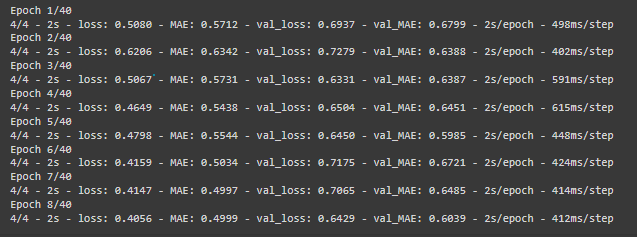 Epoch 1/40
4/4 - 2s - loss: 0.5080 - MAE: 0.5712 - val_loss: 0.6937 - val_MAE: 0.6799 - 2s/epoch - 498ms/step
Epoch 2/40
4/4 - 2s - loss: 0.6206 - MAE: 0.6342 - val_loss: 0.7279 - val_MAE: 0.6388 - 2s/epoch - 402ms/step
Epoch 3/40
4/4 - 2s - loss: 0.5067 - MAE: 0.5731 - val_loss: 0.6331 - val_MAE: 0.6387 - 2s/epoch - 591ms/step
Epoch 4/40
4/4 - 2s - loss: 0.4649 - MAE: 0.5438 - val_loss: 0.6504 - val_MAE: 0.6451 - 2s/epoch - 615ms/step
Epoch 5/40
4/4 - 2s - loss: 0.4798 - MAE: 0.5544 - val_loss: 0.6450 - val_MAE: 0.5985 - 2s/epoch - 448ms/step
Epoch 6/40
4/4 - 2s - loss: 0.4159 - MAE: 0.5034 - val_loss: 0.7175 - val_MAE: 0.6721 - 2s/epoch - 424ms/step
Epoch 7/40
4/4 - 2s - loss: 0.4147 - MAE: 0.4997 - val_loss: 0.7065 - val_MAE: 0.6485 - 2s/epoch - 414ms/step
Epoch 8/40
4/4 - 2s - loss: 0.4056 - MAE: 0.4999 - val_loss: 0.6429 - val_MAE: 0.6039 - 2s/epoch - 412ms/step